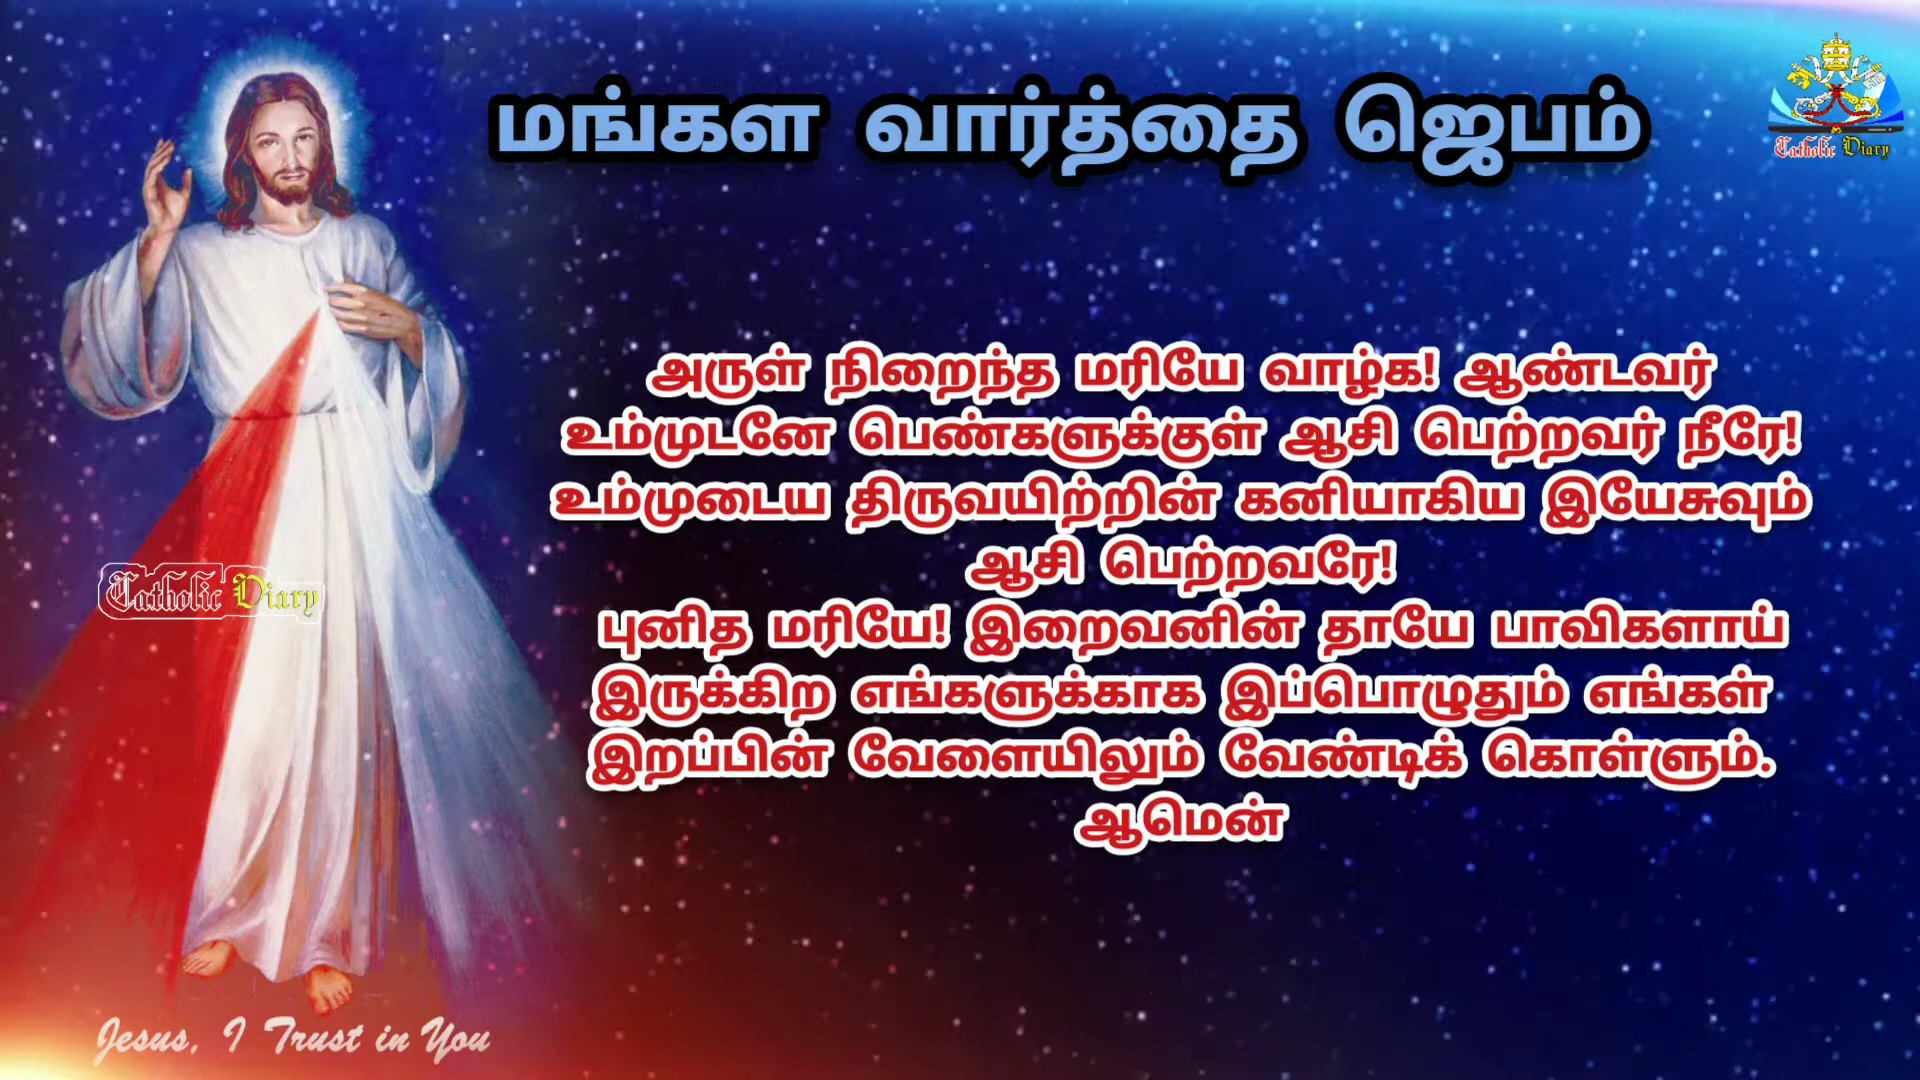 மங்கள வார்த்தை ஜெபம்
Catholic Diary
அருள் நிறைந்த மரியே வாழ்க! ஆண்டவர்
உம்முடனே பெண்களுக்குள் ஆசி பெற்றவர் நீரே!
உம்முடைய திருவயிற்றின் கனியாகிய இயேசுவும்
ஆசி பெற்றவரே!
Catholic Diary
புனித மரியே! இறைவனின் தாயே பாவிகளாய்
இருக்கிற எங்களுக்காக இப்பொழுதும் எங்கள்
இறப்பின் வேளையிலும் வேண்டிக் கொள்ளும்.
ஆமென்
Jesus, I Trust in You